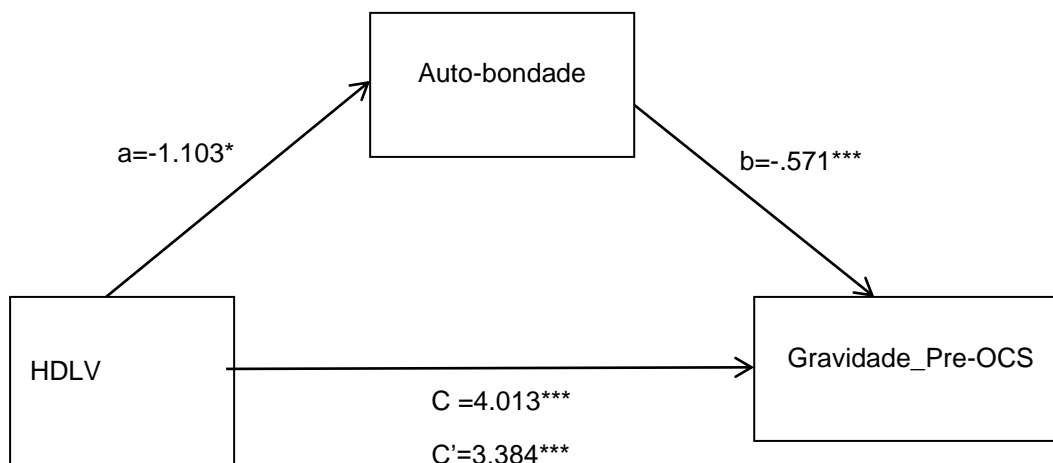 Auto-bondade
a=-1.103*
b=-.571***
HDLV
Gravidade_Pre-OCS
C =4.013***
C’=3.384***